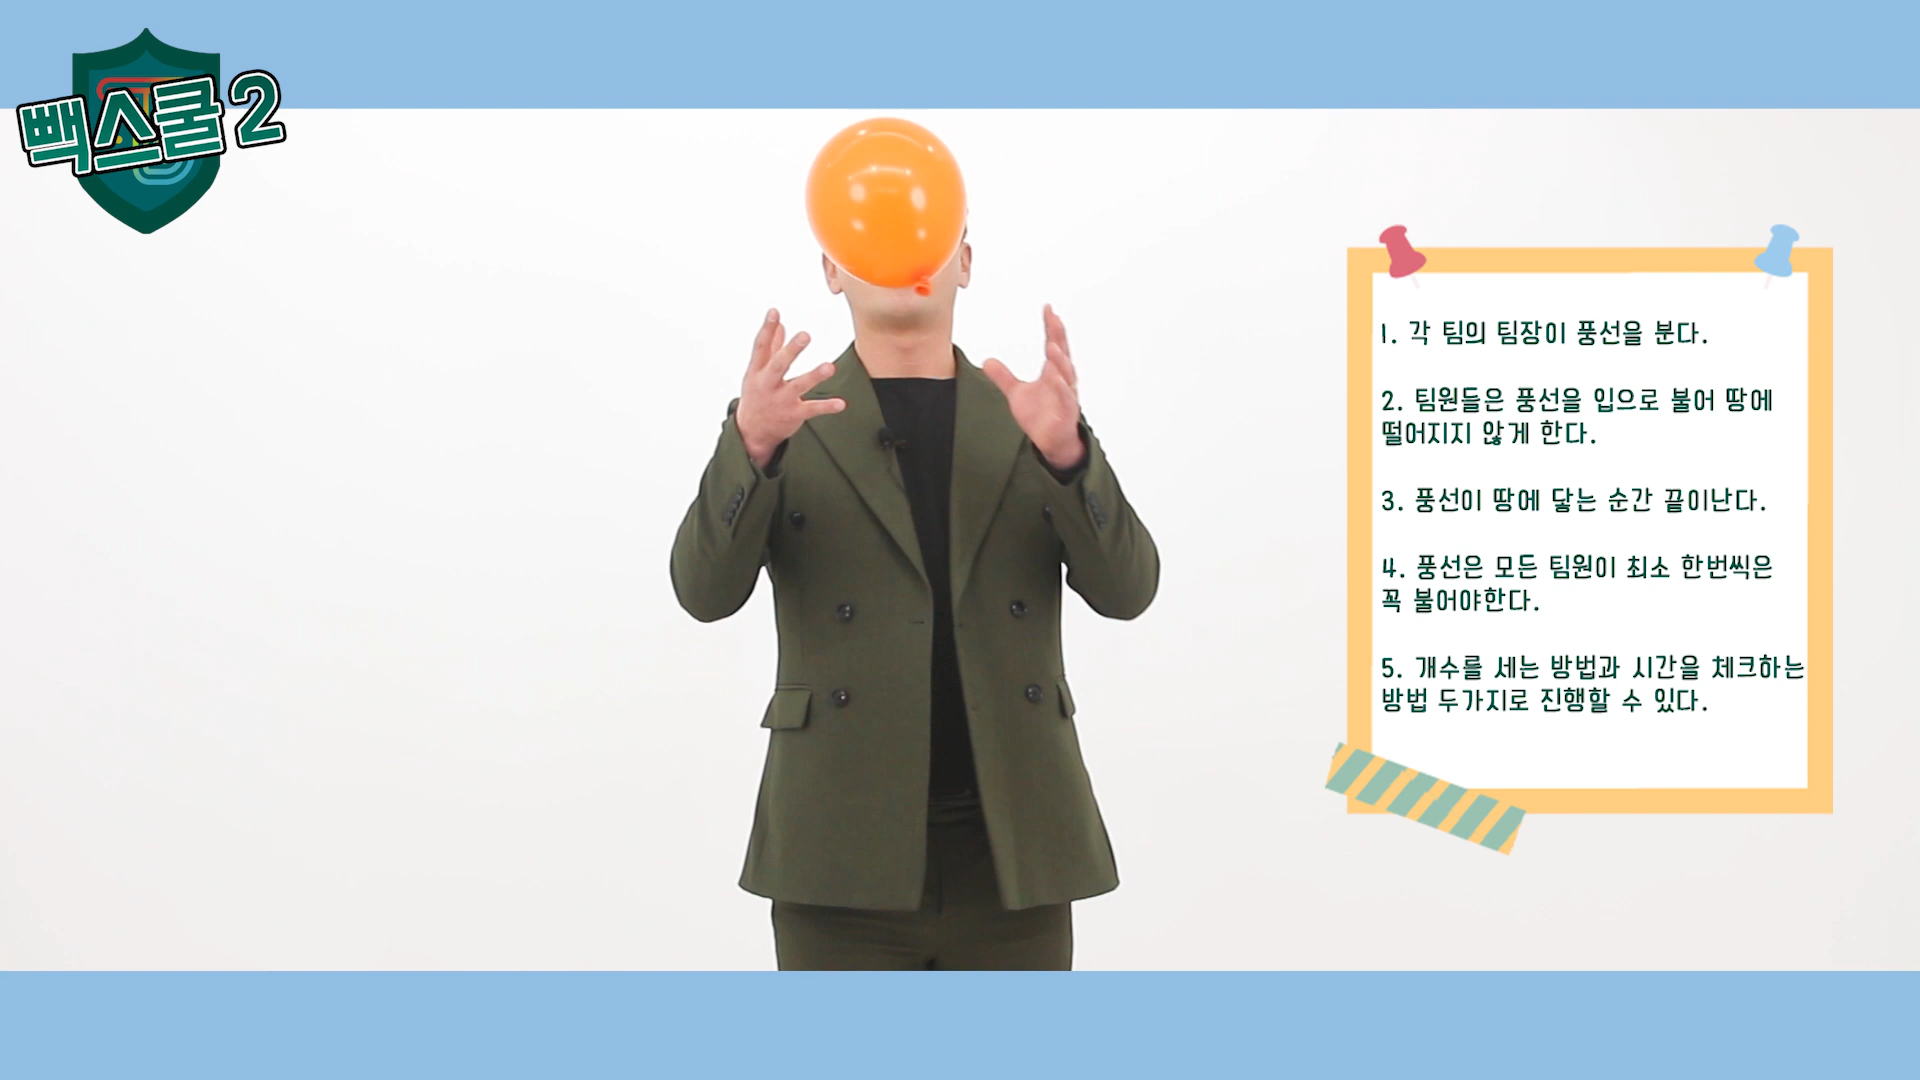 빽스쿨 2
1. 각 팀의 팀장이 풍선을 분다.
2. 팀원들은 풍선을 입으로 불어 땅에
떨어지지 않게 한다.
3. 풍선이 땅에 닿는 순간 끝이난다.
4. 풍선은 모든 팀원이 최소 한번씩은
꼭 불어야한다.
5. 개수를 세는 방법과 시간을 체크하는
방법 두가지로 진행할 수 있다.